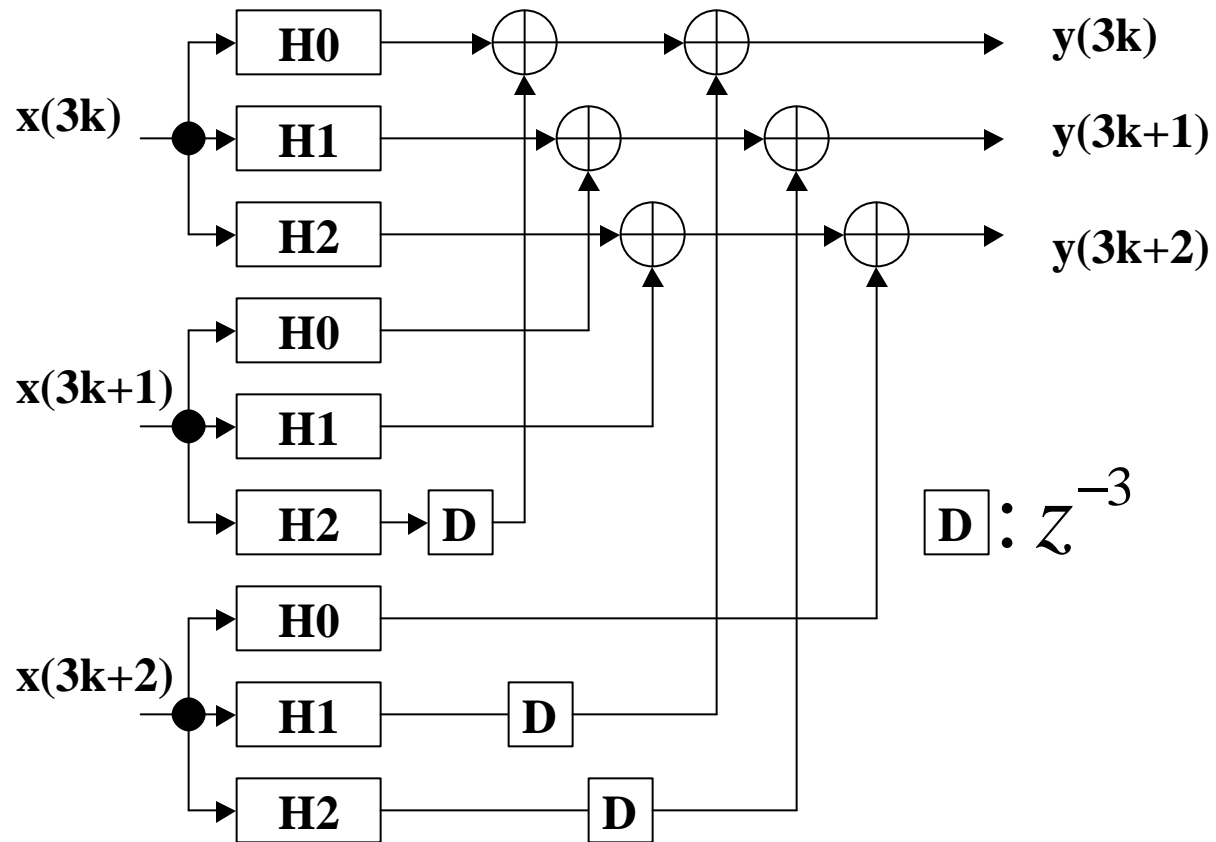 H0
y(3k)
x(3k)
H1
y(3k+1)
H2
y(3k+2)
H0
x(3k+1)
H1
H2
D
D : z⁻³
H0
x(3k+2)
H1
D
H2
D